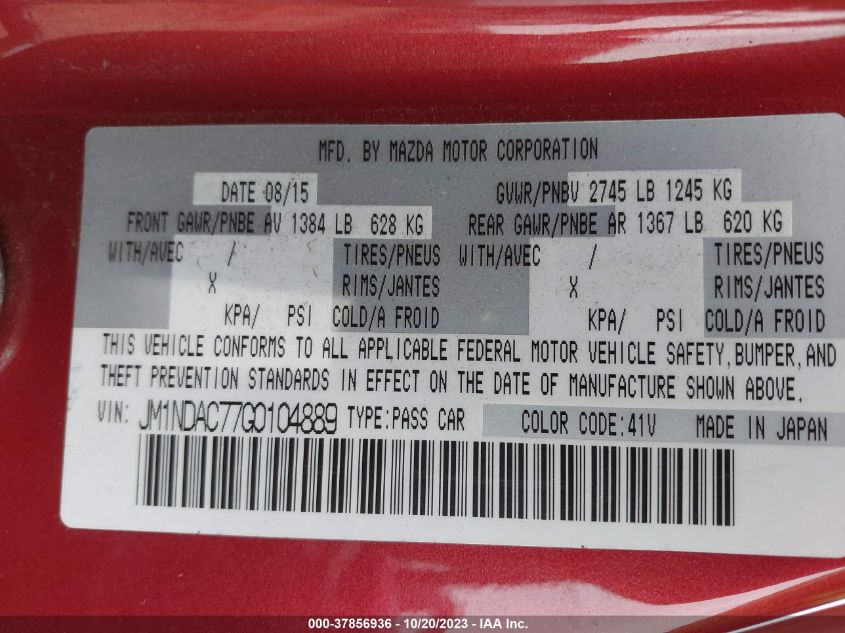 MFD. BY MAZDA MOTOR CORPORATION
DATE 08/15 GVWR/PNBV 2745 LB 1245 KG
FRONT GAWR/PNBE AV 1384 LB 628 KG REAR GAWR/PNBE AR 1367 LB 620 KG
WITH/AVEC / TIRES/PNEUS WITH/AVEC / TIRES/PNEUS
X RIMS/JANTES X RIMS/JANTES
KPA/ PSI COLD/A FROID KPA/ PSI COLD/A FROID
THIS VEHICLE CONFORMS TO ALL APPLICABLE FEDERAL MOTOR VEHICLE SAFETY, BUMPER, AND
THEFT PREVENTION STANDARDS IN EFFECT ON THE DATE OF MANUFACTURE SHOWN ABOVE.
VIN: JM1NDAC77G0104889 TYPE:PASS CAR COLOR CODE:41V MADE IN JAPAN
000-37856936 - 10/20/2023 - IAA Inc.